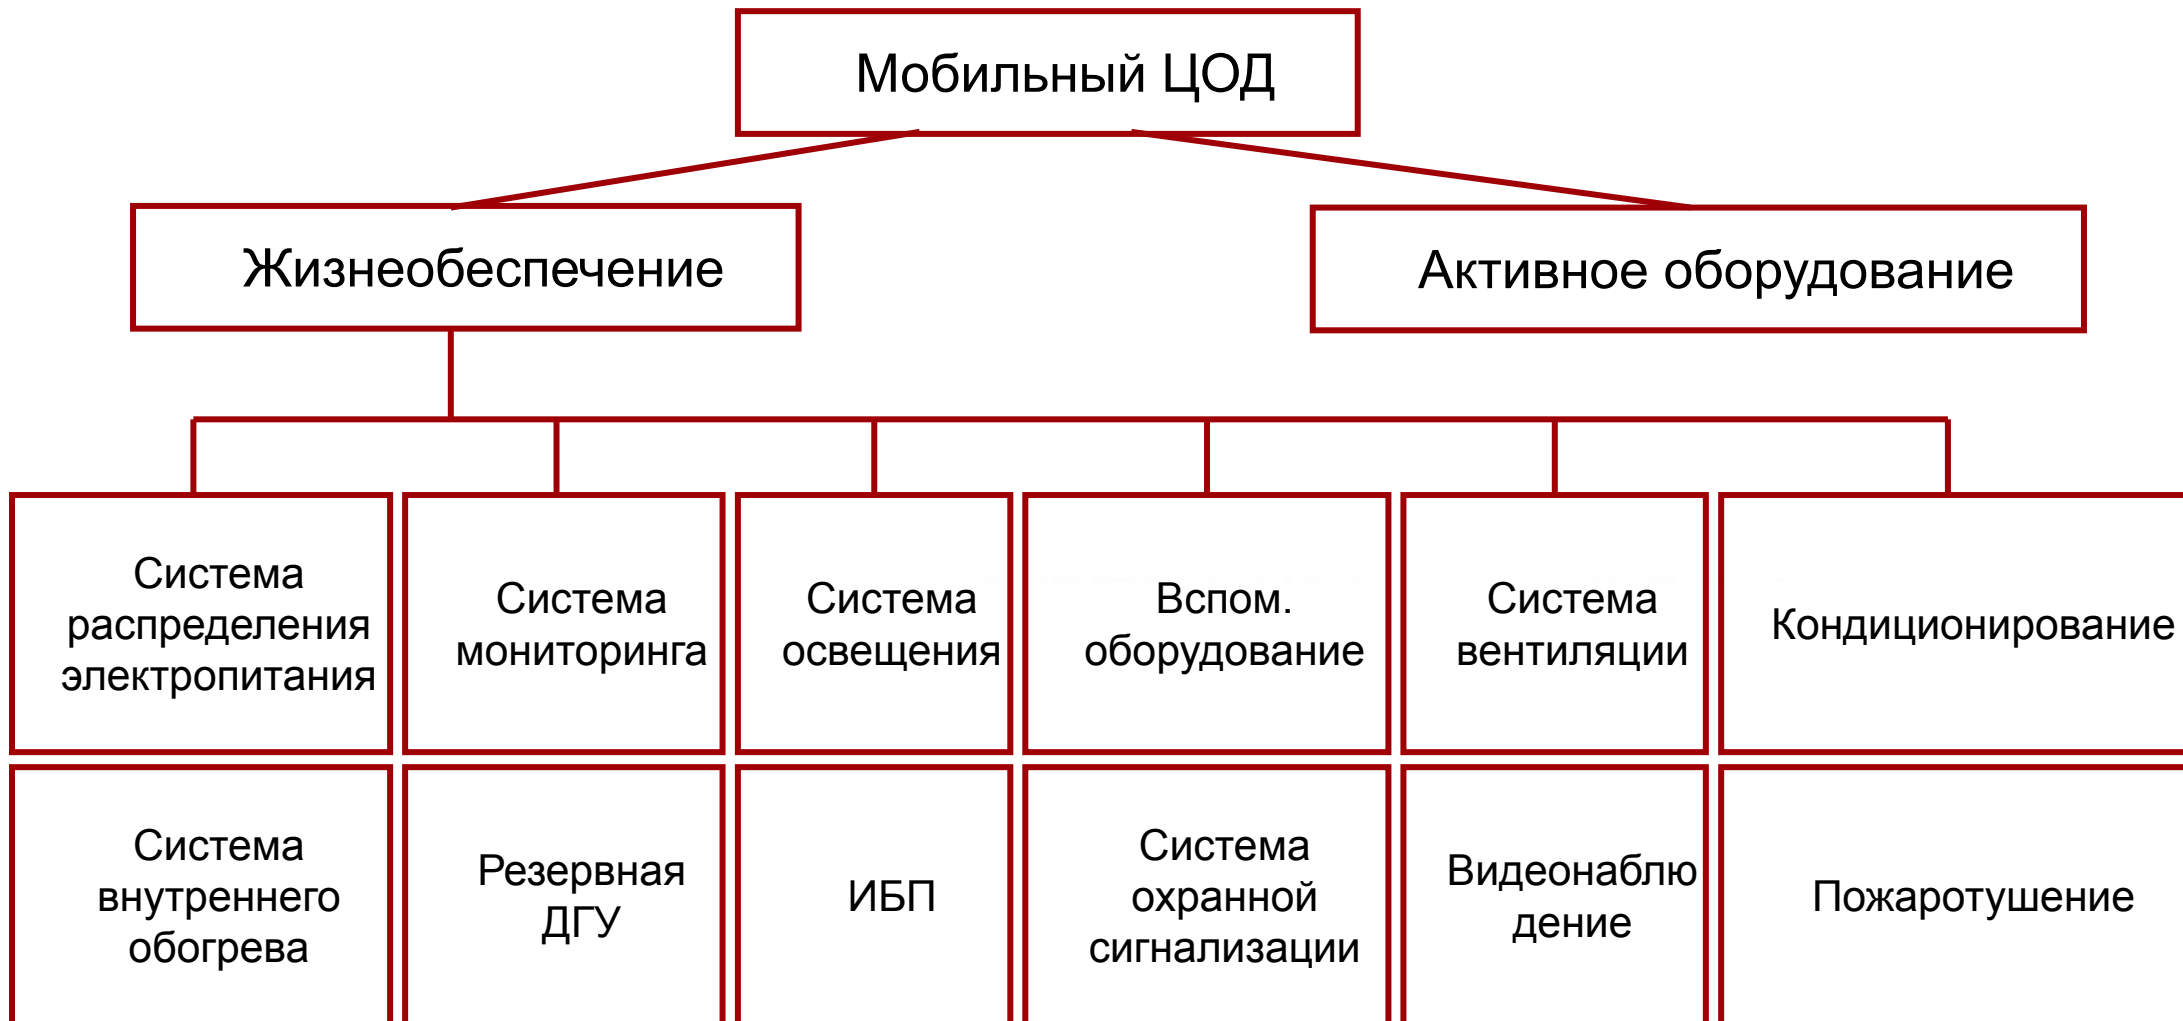 Мобильный ЦОД
Жизнеобеспечение
Активное оборудование
Система
распределения
электропитания
Система
мониторинга
Система
освещения
Вспом.
оборудование
Система
вентиляции
Кондиционирование
Система
внутреннего
обогрева
Резервная
ДГУ
ИБП
Система
охранной
сигнализации
Видеонаблю
дение
Пожаротушение